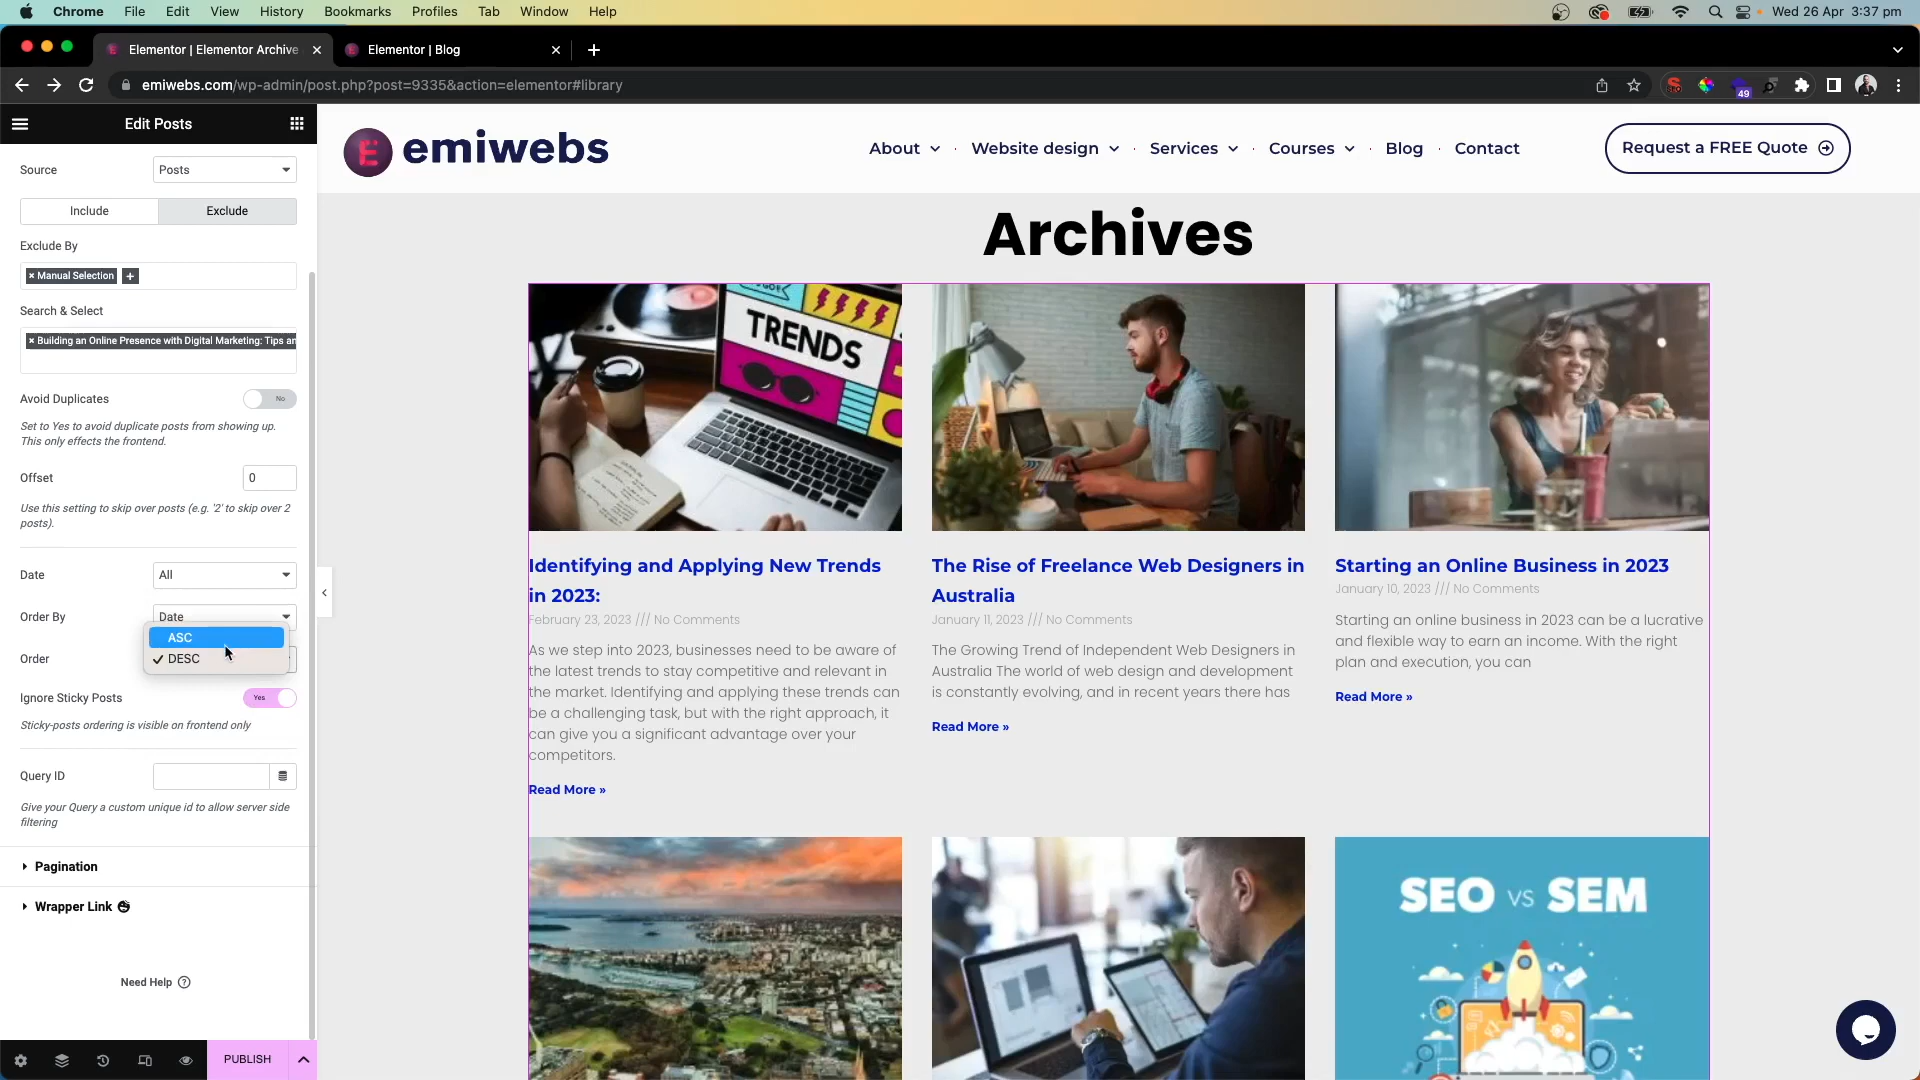 Chrome File Edit View History Bookmarks Profiles Tab Window Help
Wed 26 Apr 3:37 pm
Elementor | Elementor Archive
Elementor | Blog
emiwebs.com/wp-admin/post.php?post=9335&action=elementor#library
49
Edit Posts
Source
Posts
Include
Exclude
Exclude By
× Manual Selection +
Search & Select
× Building an Online Presence with Digital Marketing: Tips an
Avoid Duplicates
No
Set to Yes to avoid duplicate posts from showing up.
This only effects the frontend.
Offset
0
Use this setting to skip over posts (e.g. '2' to skip over 2
posts).
Date
All
Order By
Date
ASC
Order
✓ DESC
Ignore Sticky Posts
Yes
Sticky-posts ordering is visible on frontend only
Query ID
Give your Query a custom unique id to allow server side
filtering
Pagination
Wrapper Link
Need Help ?
PUBLISH
E emiwebs
About · Website design · Services · Courses · Blog · Contact
Request a FREE Quote
Archives
TRENDS
Identifying and Applying New Trends
in 2023:
February 23, 2023 /// No Comments
As we step into 2023, businesses need to be aware of
the latest trends to stay competitive and relevant in
the market. Identifying and applying these trends can
be a challenging task, but with the right approach, it
can give you a significant advantage over your
competitors.
Read More »
The Rise of Freelance Web Designers in
Australia
January 11, 2023 /// No Comments
The Growing Trend of Independent Web Designers in
Australia The world of web design and development
is constantly evolving, and in recent years there has
Read More »
Starting an Online Business in 2023
January 10, 2023 /// No Comments
Starting an online business in 2023 can be a lucrative
and flexible way to earn an income. With the right
plan and execution, you can
Read More »
SEO vs SEM